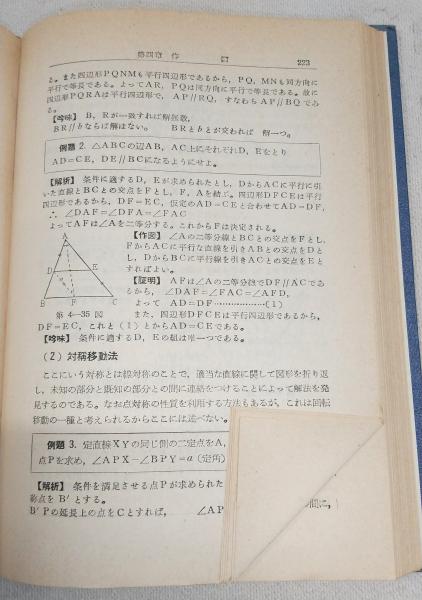 第四章 作 図 223
る。また四辺形PQNMも平行四辺形であるから、PQ, MNも同方向に
平行で等長である。よってAR, PQは同方向に平行で等長である。故に
四辺形PQRAは平行四辺形で、AP∥RQ, すなわちAP∥BQであ
る。
【吟味】 B, Rが一致すれば解無数,
BR∥bならば解はない。 BRとbとが交われば 解一つ。
例題 2. △ABCの辺AB, AC上にそれぞれD, Eをとり
AD=CE, DE∥BCになるようにせよ。
【解析】 条件に適するD, Eが求められたとし、DからACに平行に引
いた直線とBCとの交点をFとし、F, Aを結ぶ。四辺形DFCEは平行
四辺形であるから、DF=EC, 仮定のAD=CEと合わせてAD=DF,
∴ ∠DAF=∠DFA=∠FAC
よってAFは∠Aを二等分する。これからFは決定される。
【作図】 ∠Aの二等分線とBCとの交点をFとし、
FからACに平行な直線を引きABとの交点をDと
し、DからBCに平行に引きACとの交点をEと
すればよい。
【証明】 AFは∠Aの二等分線でDF∥ACであ
るから、∠DAF=∠FAC=∠AFD,
よって AD=DF………………(1)
また、四辺形DFCEは平行四辺形であるから、
A
D
E
B F C
第4―35図
DF=EC, これと(1)とからAD=CEである。
【吟味】 条件に適するD, Eの組は唯一つである。
(2) 対称移動法
ここにいう対称とは線対称のことで、適当な直線に関して図形を折り返
し、未知の部分と既知の部分との間に連絡をつけることによって解法を発
見するのである。なお点対称の性質を利用する方法もあるが、これは回転
移動の一種と考えられるからここには述べない。
例題 3. 定直線XYの同じ側の二定点をA,
点Pを求め、∠APX−∠BPY=α(定角)
【解析】 条件を満足させる点Pが求められた
称点を B′ とする。
間に,
B′Pの延長上の点をCとすれば, ∠AP